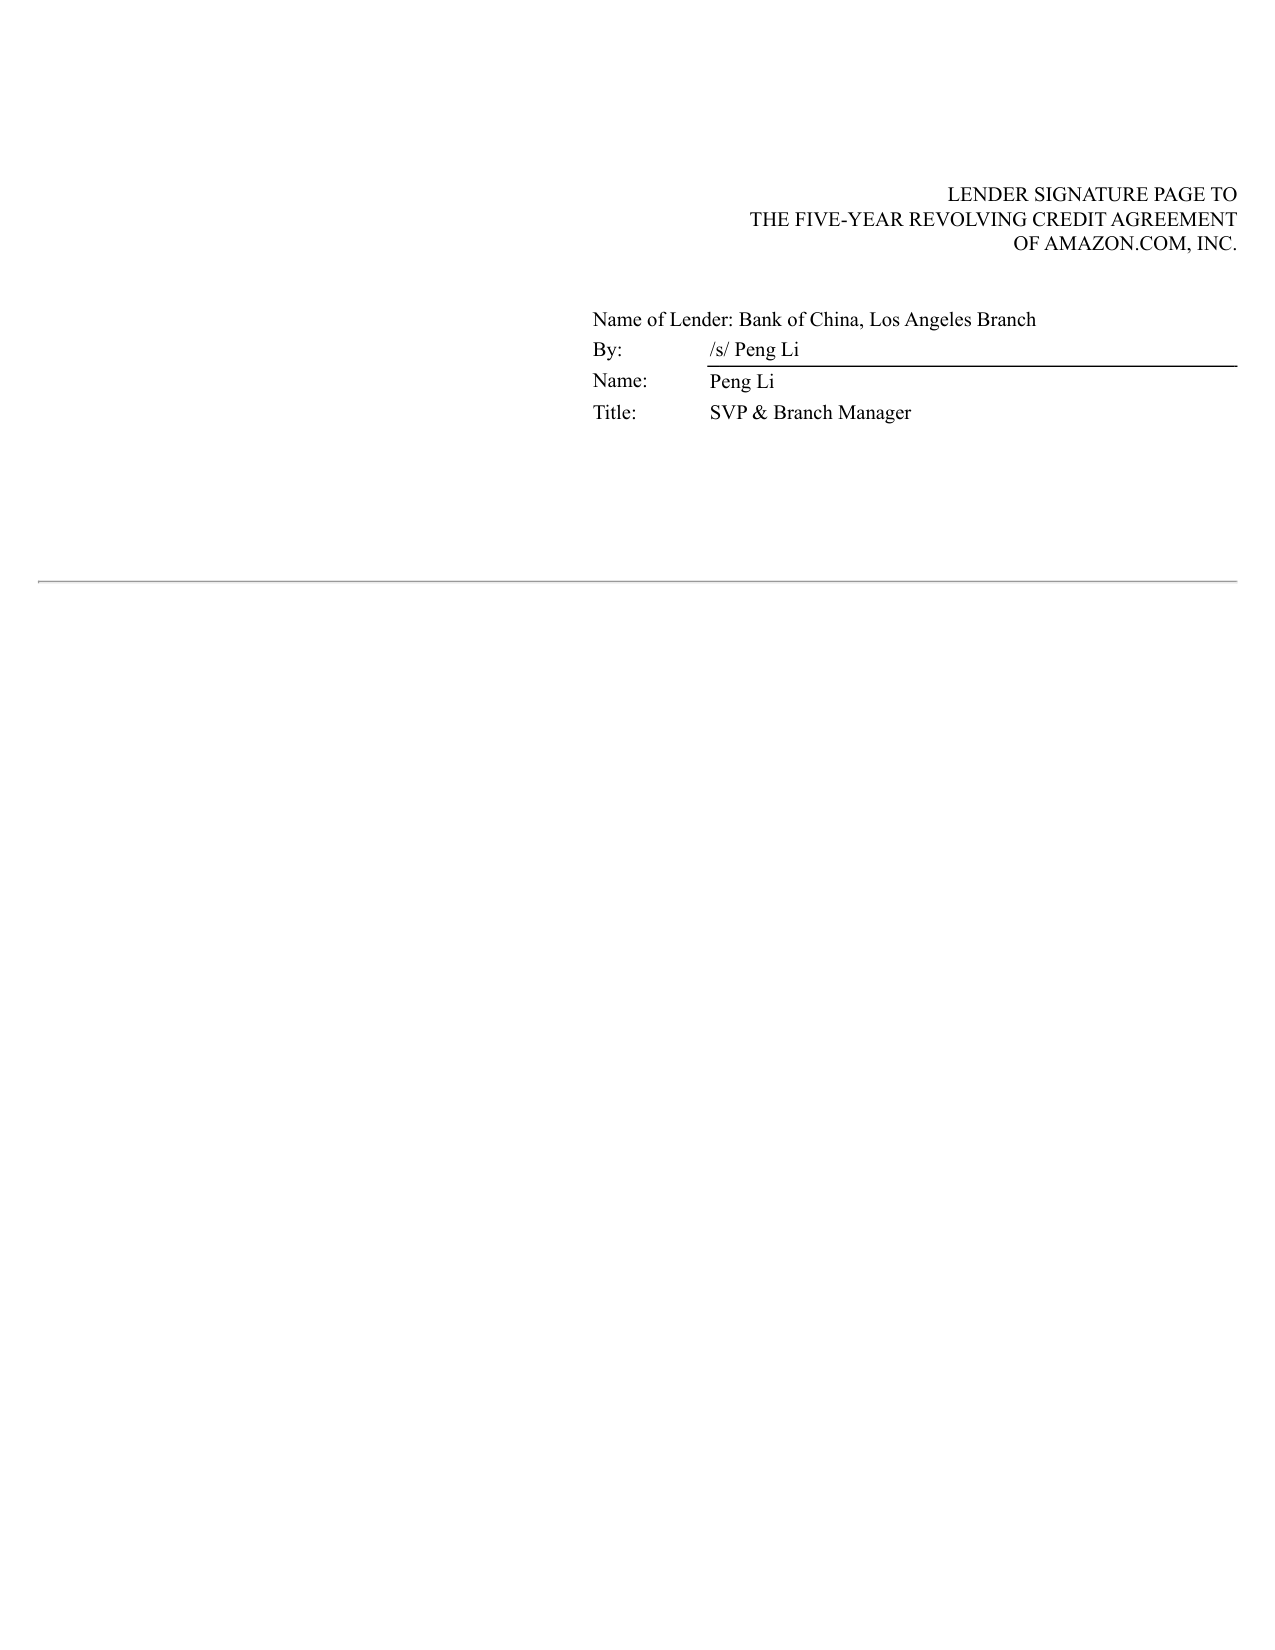 LENDER SIGNATURE PAGE TO
THE FIVE-YEAR REVOLVING CREDIT AGREEMENT
OF AMAZON.COM, INC.
Name of Lender: Bank of China, Los Angeles Branch
By: /s/ Peng Li
Name: Peng Li
Title: SVP & Branch Manager